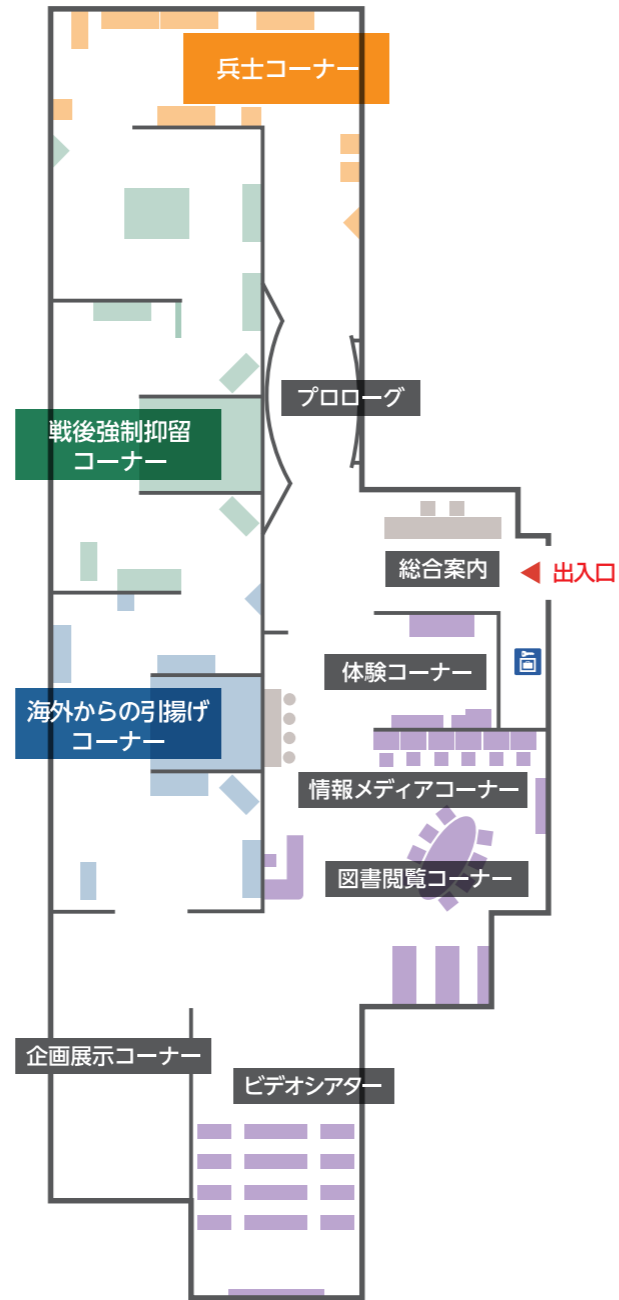 兵士コーナー
プロローグ
戦後強制抑留
コーナー
総合案内
出入口
体験コーナー
海外からの引揚げ
コーナー
情報メディアコーナー
図書閲覧コーナー
企画展示コーナー
ビデオシアター